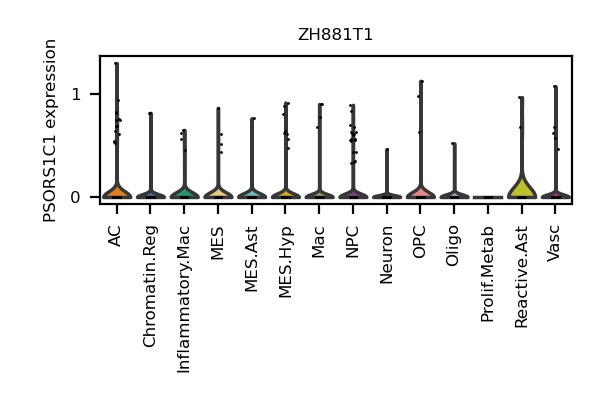 ZH881T1
PSORS1C1 expression
1
0
AC
Chromatin.Reg
Inflammatory.Mac
MES
MES.Ast
MES.Hyp
Mac
NPC
Neuron
OPC
Oligo
Prolif.Metab
Reactive.Ast
Vasc